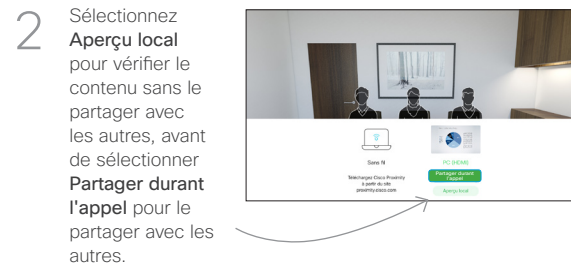 2
Sélectionnez
Aperçu local
pour vérifier le
contenu sans le
partager avec
les autres, avant
de sélectionner
Partager durant
l'appel pour le
partager avec les
autres.
Sans N
Téléchargez Cisco Proximity
à partir du site
proximity.cisco.com
PC (HDMI)
Partager durant
l'appel
Aperçu local